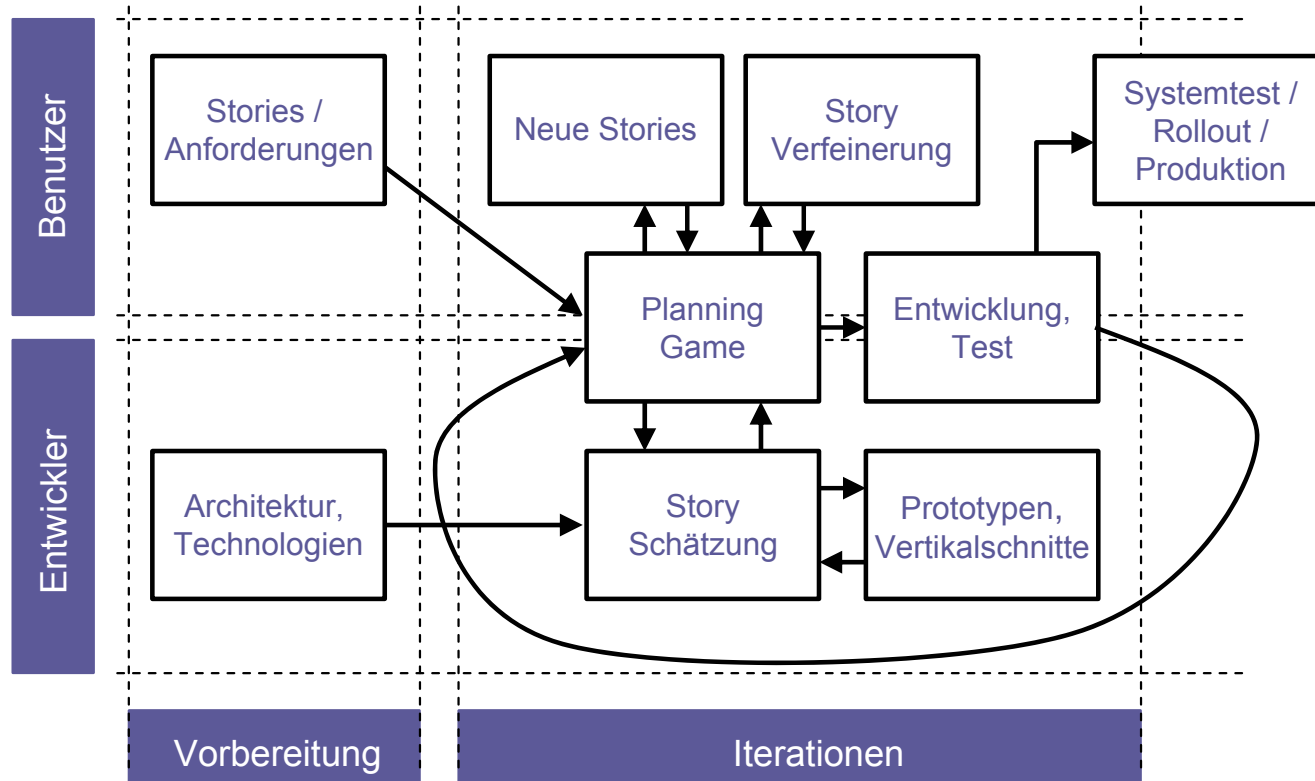 Benutzer
Stories /
Anforderungen
Neue Stories
Story
Verfeinerung
Systemtest /
Rollout /
Produktion
Planning
Game
Entwicklung,
Test
Entwickler
Architektur,
Technologien
Story
Schätzung
Prototypen,
Vertikalschnitte
Vorbereitung
Iterationen